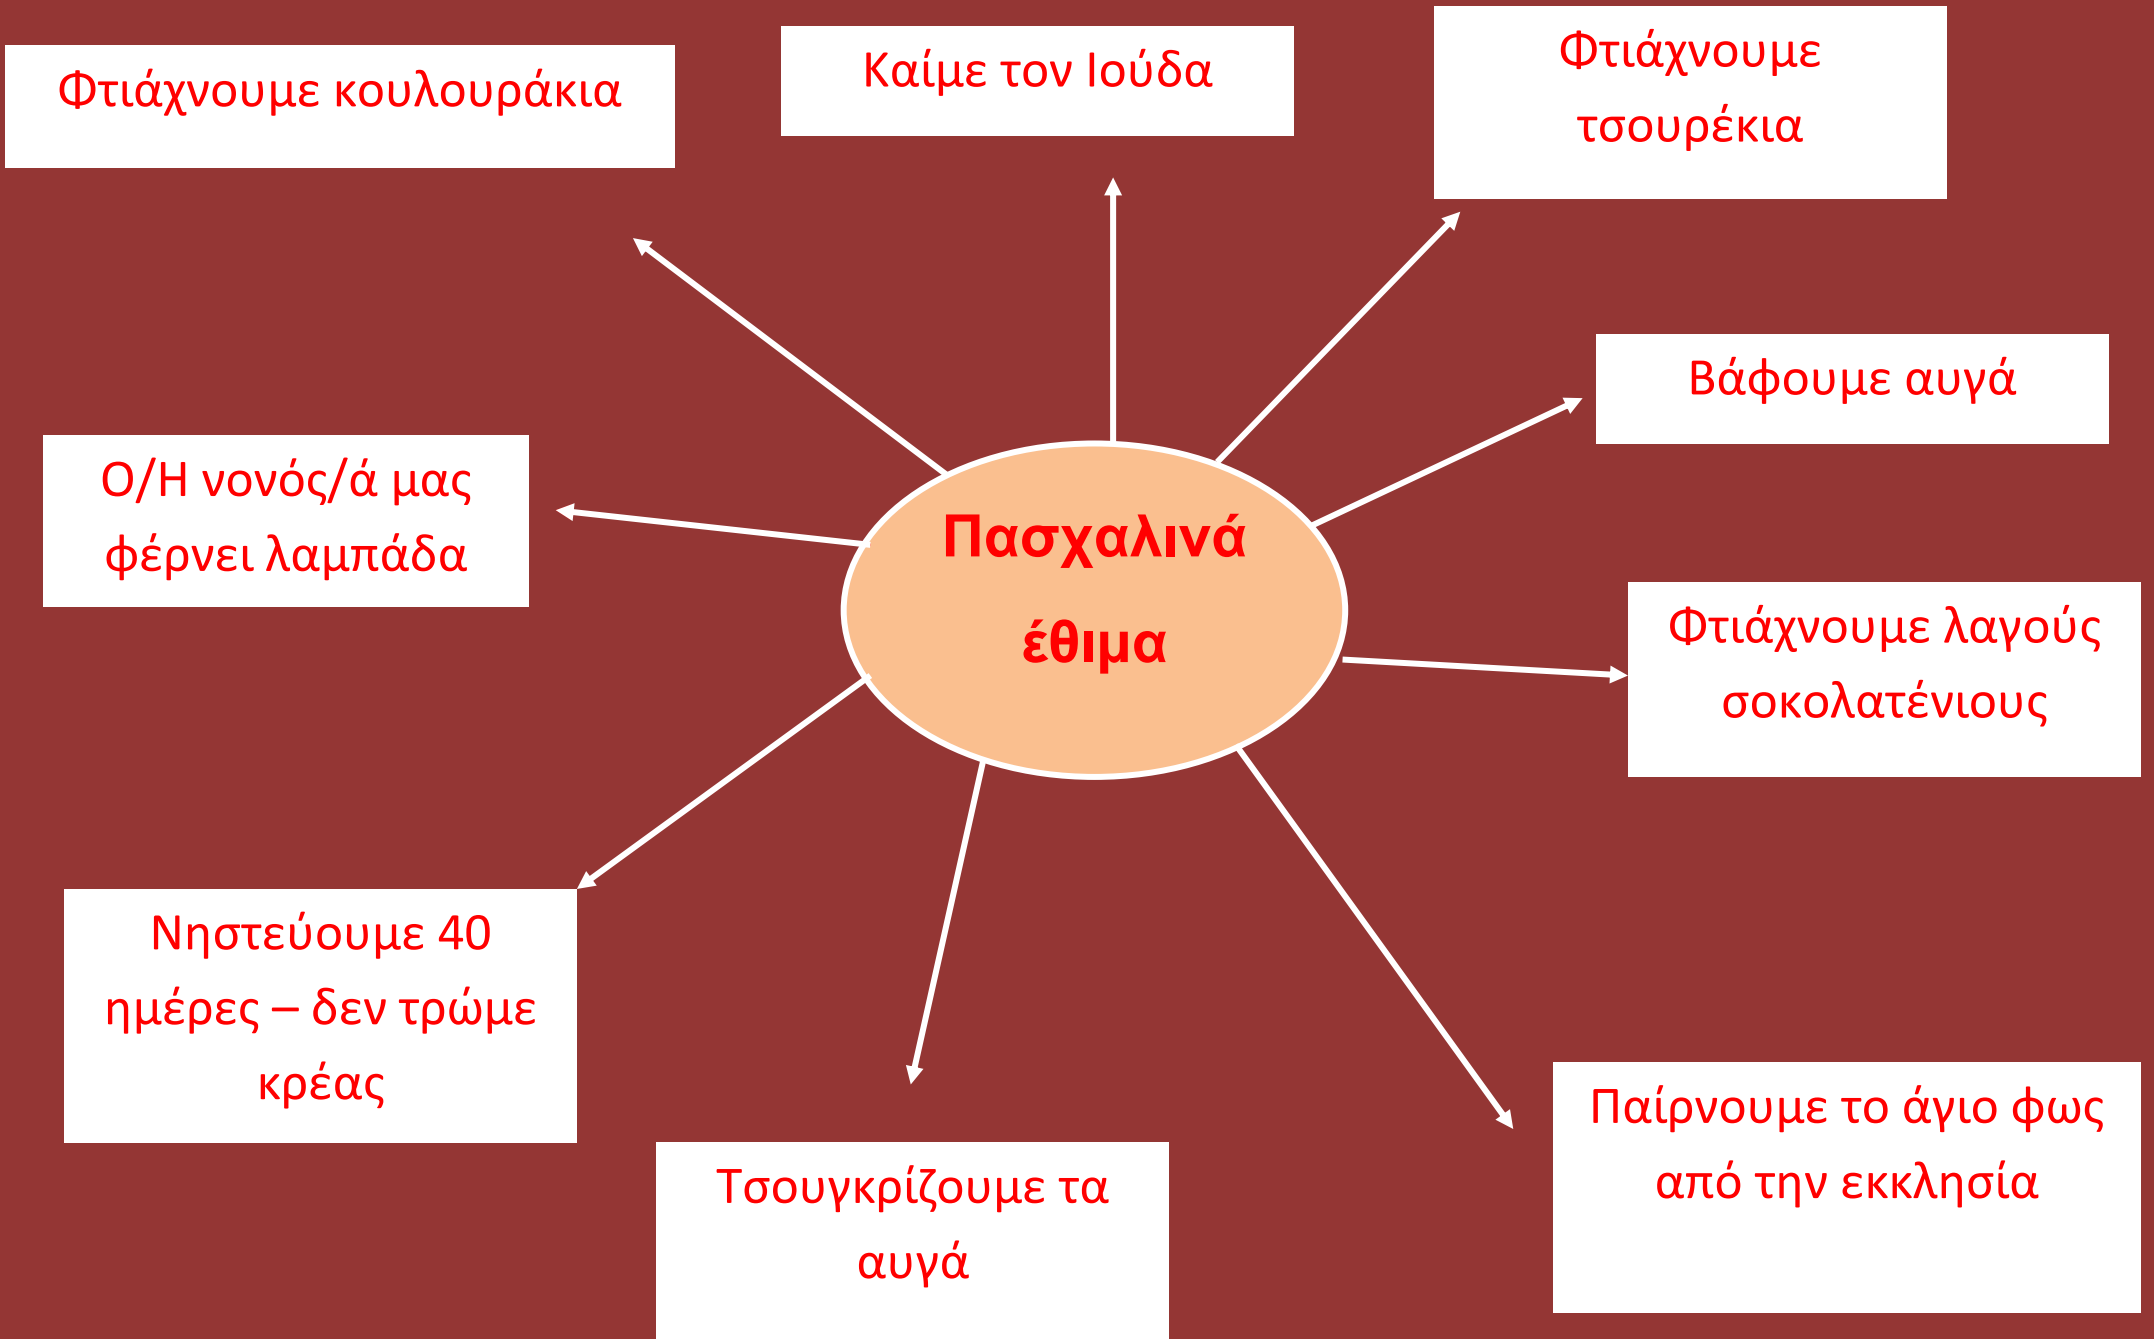 Φτιάχνουμε κουλουράκια
Καίμε τον Ιούδα
Φτιάχνουμε
τσουρέκια
Βάφουμε αυγά
Ο/Η νονός/ά μας
φέρνει λαμπάδα
Πασχαλινά
έθιμα
Φτιάχνουμε λαγούς
σοκολατένιους
Νηστεύουμε 40
ημέρες – δεν τρώμε
κρέας
Τσουγκρίζουμε τα
αυγά
Παίρνουμε το άγιο φως
από την εκκλησία